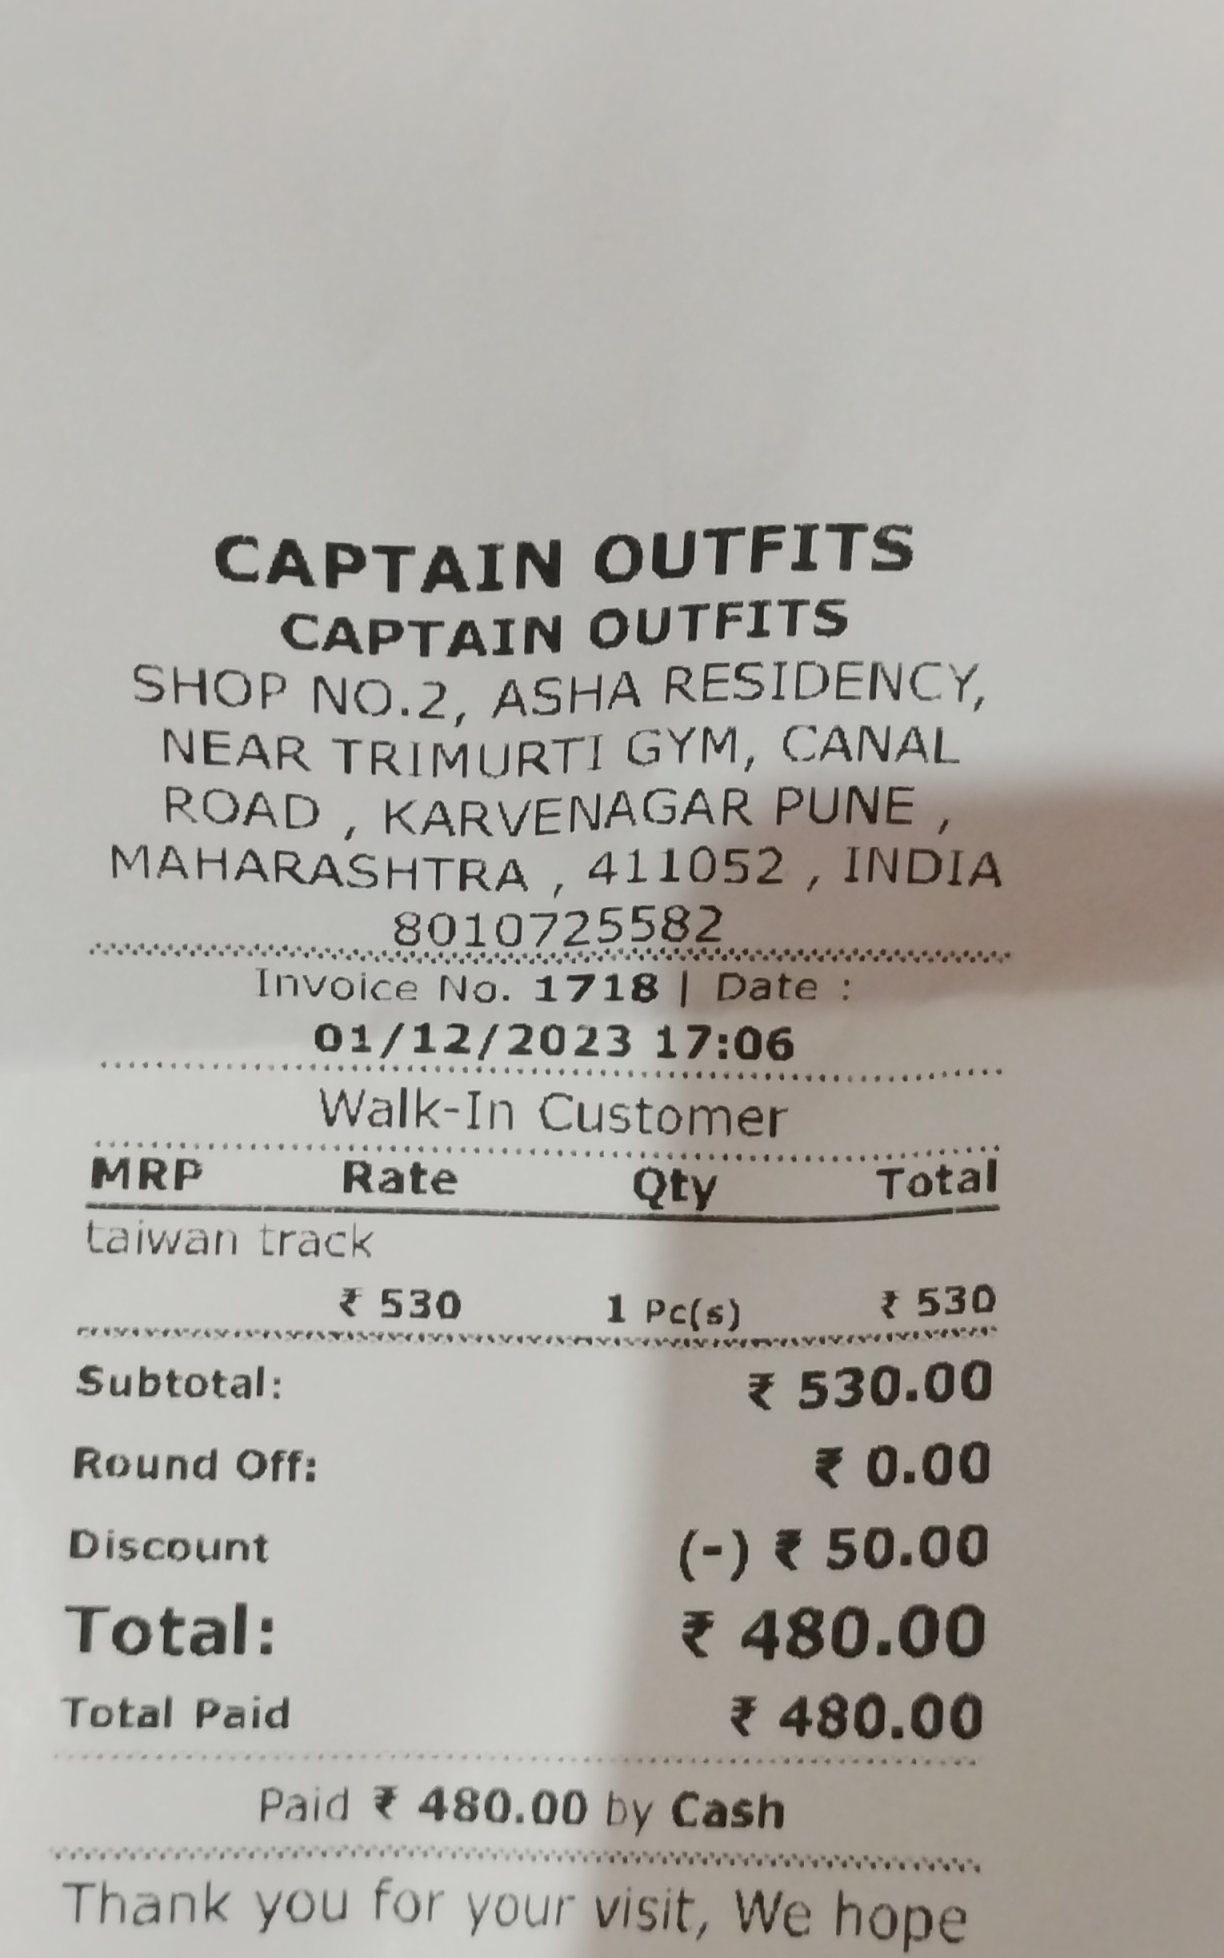 CAPTAIN OUTFITS
CAPTAIN OUTFITS
SHOP NO.2, ASHA RESIDENCY,
NEAR TRIMURTI GYM, CANAL
ROAD , KARVENAGAR PUNE ,
MAHARASHTRA , 411052 , INDIA
8010725582
Invoice No. 1718 | Date :
01/12/2023 17:06
Walk-In Customer
MRP Rate Qty Total
taiwan track
₹ 530 1 Pc(s) ₹ 530
Subtotal: ₹ 530.00
Round Off: ₹ 0.00
Discount (-) ₹ 50.00
Total: ₹ 480.00
Total Paid ₹ 480.00
Paid ₹ 480.00 by Cash
Thank you for your visit, We hope